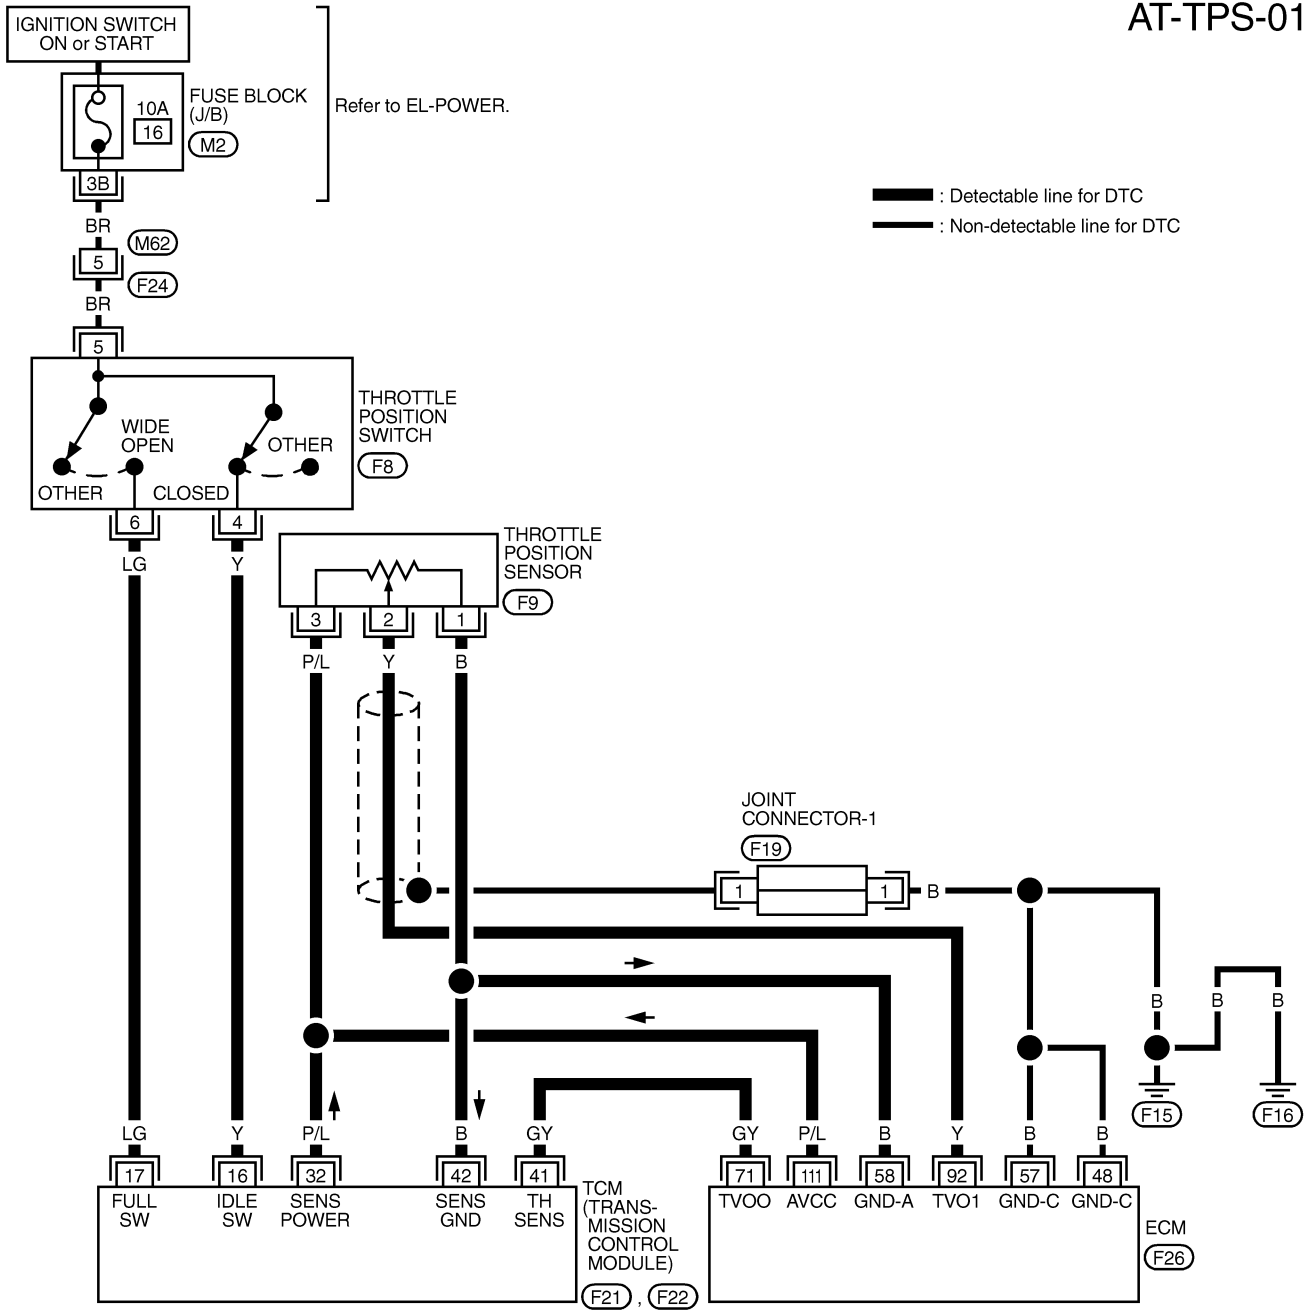 AT-TPS-01
IGNITION SWITCH
ON or START
FUSE BLOCK
(J/B)
10A
16
M2
Refer to EL-POWER.
3B
: Detectable line for DTC
: Non-detectable line for DTC
BR
M62
5
F24
BR
5
THROTTLE
POSITION
SWITCH
F8
WIDE
OPEN
OTHER
OTHER
CLOSED
6
4
LG
Y
THROTTLE
POSITION
SENSOR
F9
3
2
1
P/L
Y
B
JOINT
CONNECTOR-1
F19
1
1
B
B
B
B
F15
F16
LG
Y
P/L
B
GY
GY
P/L
B
Y
B
B
17
16
32
42
41
71
111
58
92
57
48
FULL
SW
IDLE
SW
SENS
POWER
SENS
GND
TH
SENS
TCM
(TRANS-
MISSION
CONTROL
MODULE)
F21 , F22
TVOO
AVCC
GND-A
TVO1
GND-C
GND-C
ECM
F26